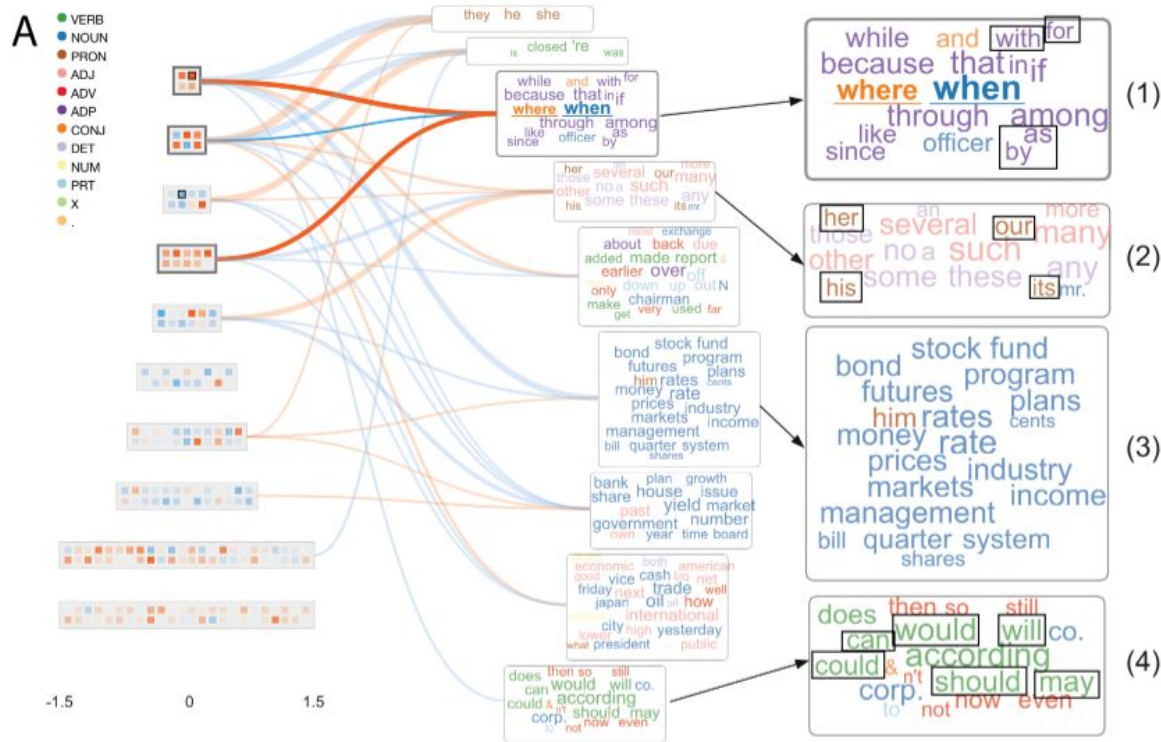 A
VERB
NOUN
PRON
ADJ
ADV
ADP
CONJ
DET
NUM
PRT
X
.
they he she
is closed 're was
while and with for
because that in if
where when
through among
like officer as
since by
an more
her several our many
those
other no a such
some these any
his its mr.
most exchange
about back due
added made report &
earlier over off
down up out N
only chairman
make very used far
get
stock fund
bond program
futures plans
him rates cents
money rate
prices industry
markets income
management
bill quarter system
shares
plan growth
bank house issue
share
past yield market
government number
own year time board
both
economic american
good vice cash big net
friday next trade well
japan oil all how
international
city
lower high yesterday
what president public
then so still
does would will co.
can according
could & n't should may
corp. now even
to not
while and with for
because that in if
where when
through among
like officer as
since by
(1)
an more
her several our many
those
other no a such
some these any
his its mr.
(2)
stock fund
bond program
futures plans
him rates cents
money rate
prices industry
markets income
management
bill quarter system
shares
(3)
then so still
does would will co.
can according
could & n't should may
corp. now even
to not
(4)
-1.5 0 1.5